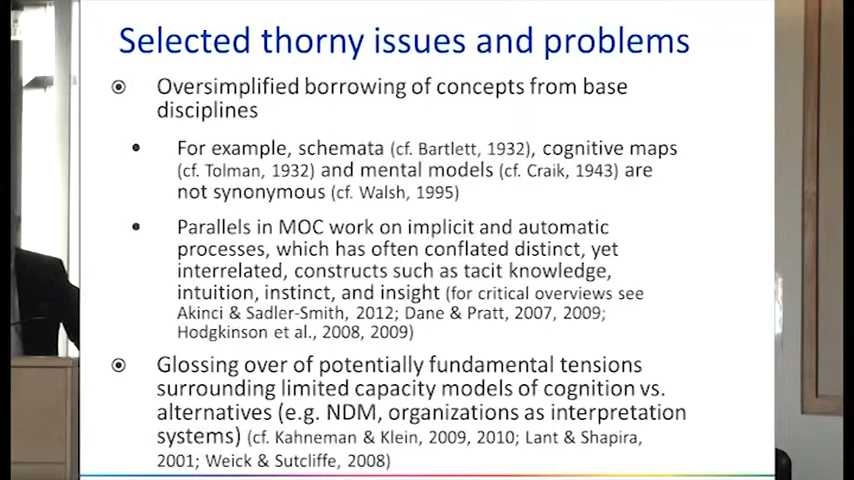 Selected thorny issues and problems
Oversimplified borrowing of concepts from base
disciplines
For example, schemata (cf. Bartlett, 1932), cognitive maps
(cf. Tolman, 1932) and mental models (cf. Craik, 1943) are
not synonymous (cf. Walsh, 1995)
Parallels in MOC work on implicit and automatic
processes, which has often conflated distinct, yet
interrelated, constructs such as tacit knowledge,
intuition, instinct, and insight (for critical overviews see
Akinci & Sadler-Smith, 2012; Dane & Pratt, 2007, 2009;
Hodgkinson et al., 2008, 2009)
Glossing over of potentially fundamental tensions
surrounding limited capacity models of cognition vs.
alternatives (e.g. NDM, organizations as interpretation
systems) (cf. Kahneman & Klein, 2009, 2010; Lant & Shapira,
2001; Weick & Sutcliffe, 2008)